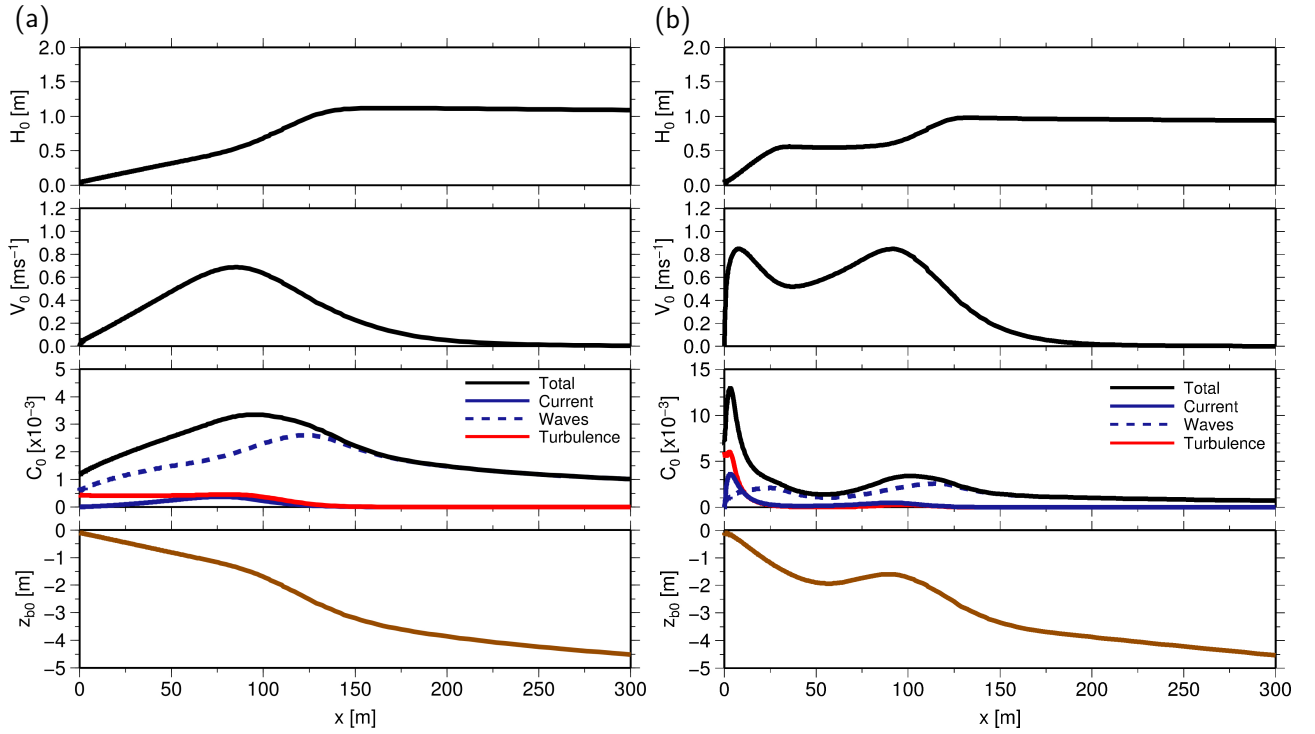 (a)
2.0
1.5
1.0
0.5
0.0
H₀ [m]
1.2
1.0
0.8
0.6
0.4
0.2
0.0
V₀ [ms⁻¹]
5
4
3
2
1
0
C₀ [x10⁻³]
Total
Current
Waves
Turbulence
0
−1
−2
−3
−4
−5
z_b0 [m]
0 50 100 150 200 250 300
x [m]
(b)
2.0
1.5
1.0
0.5
0.0
H₀ [m]
1.2
1.0
0.8
0.6
0.4
0.2
0.0
V₀ [ms⁻¹]
15
10
5
0
C₀ [x10⁻³]
Total
Current
Waves
Turbulence
0
−1
−2
−3
−4
−5
z_b0 [m]
0 50 100 150 200 250 300
x [m]